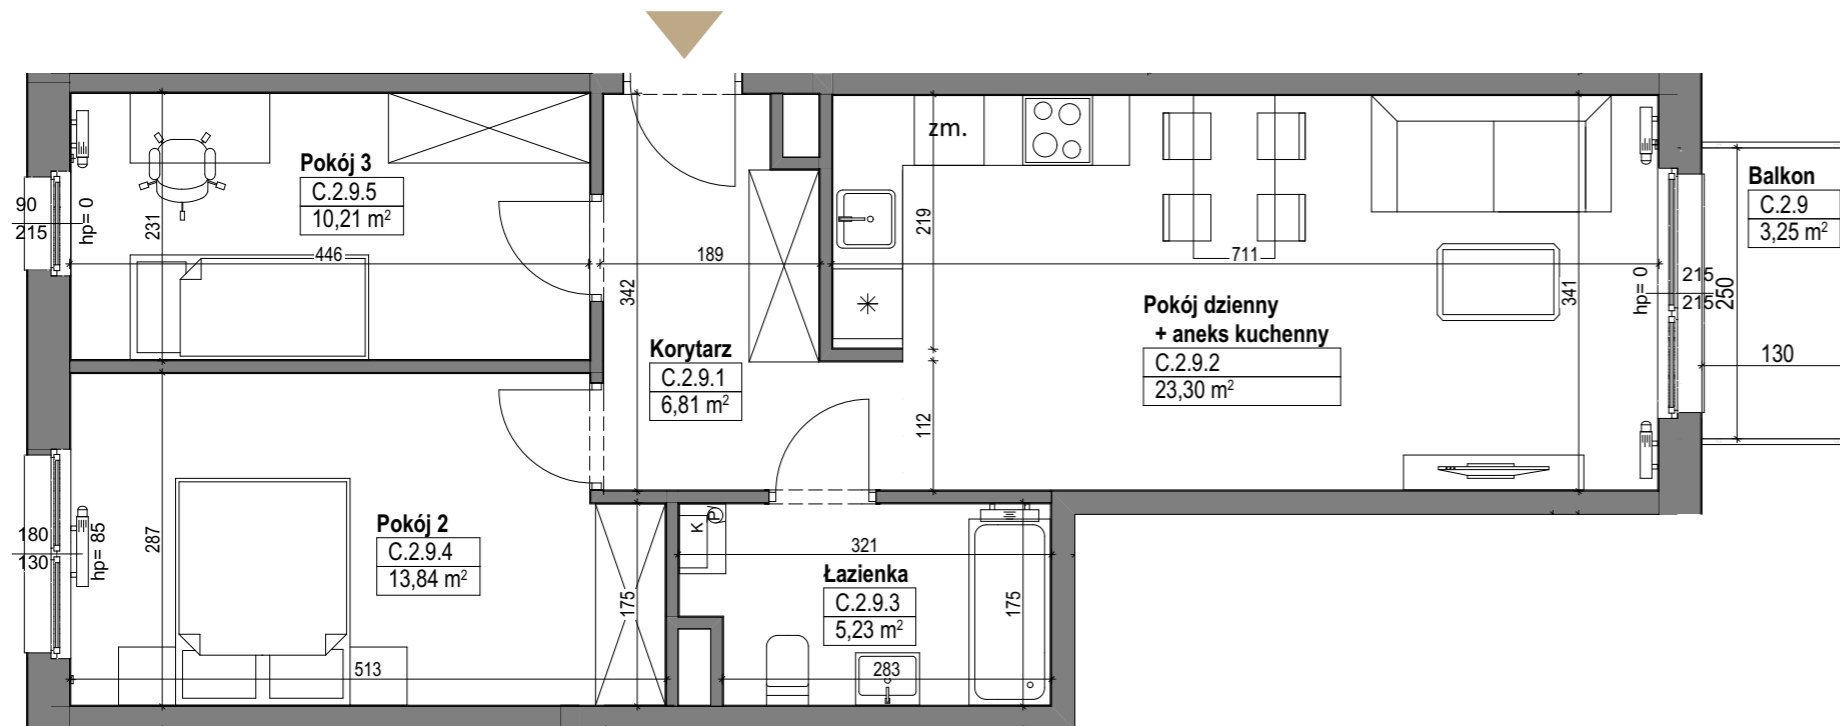 Pokój 3
C.2.9.5
10,21 m²
90
215
hp= 0
231
446
Korytarz
C.2.9.1
6,81 m²
342
189
zm.
219
112
711
Pokój dzienny
+ aneks kuchenny
C.2.9.2
23,30 m²
341
hp= 0
215
215
250
Balkon
C.2.9
3,25 m²
130
Pokój 2
C.2.9.4
13,84 m²
180
130
hp= 85
287
513
175
K
P
321
Łazienka
C.2.9.3
5,23 m²
175
283